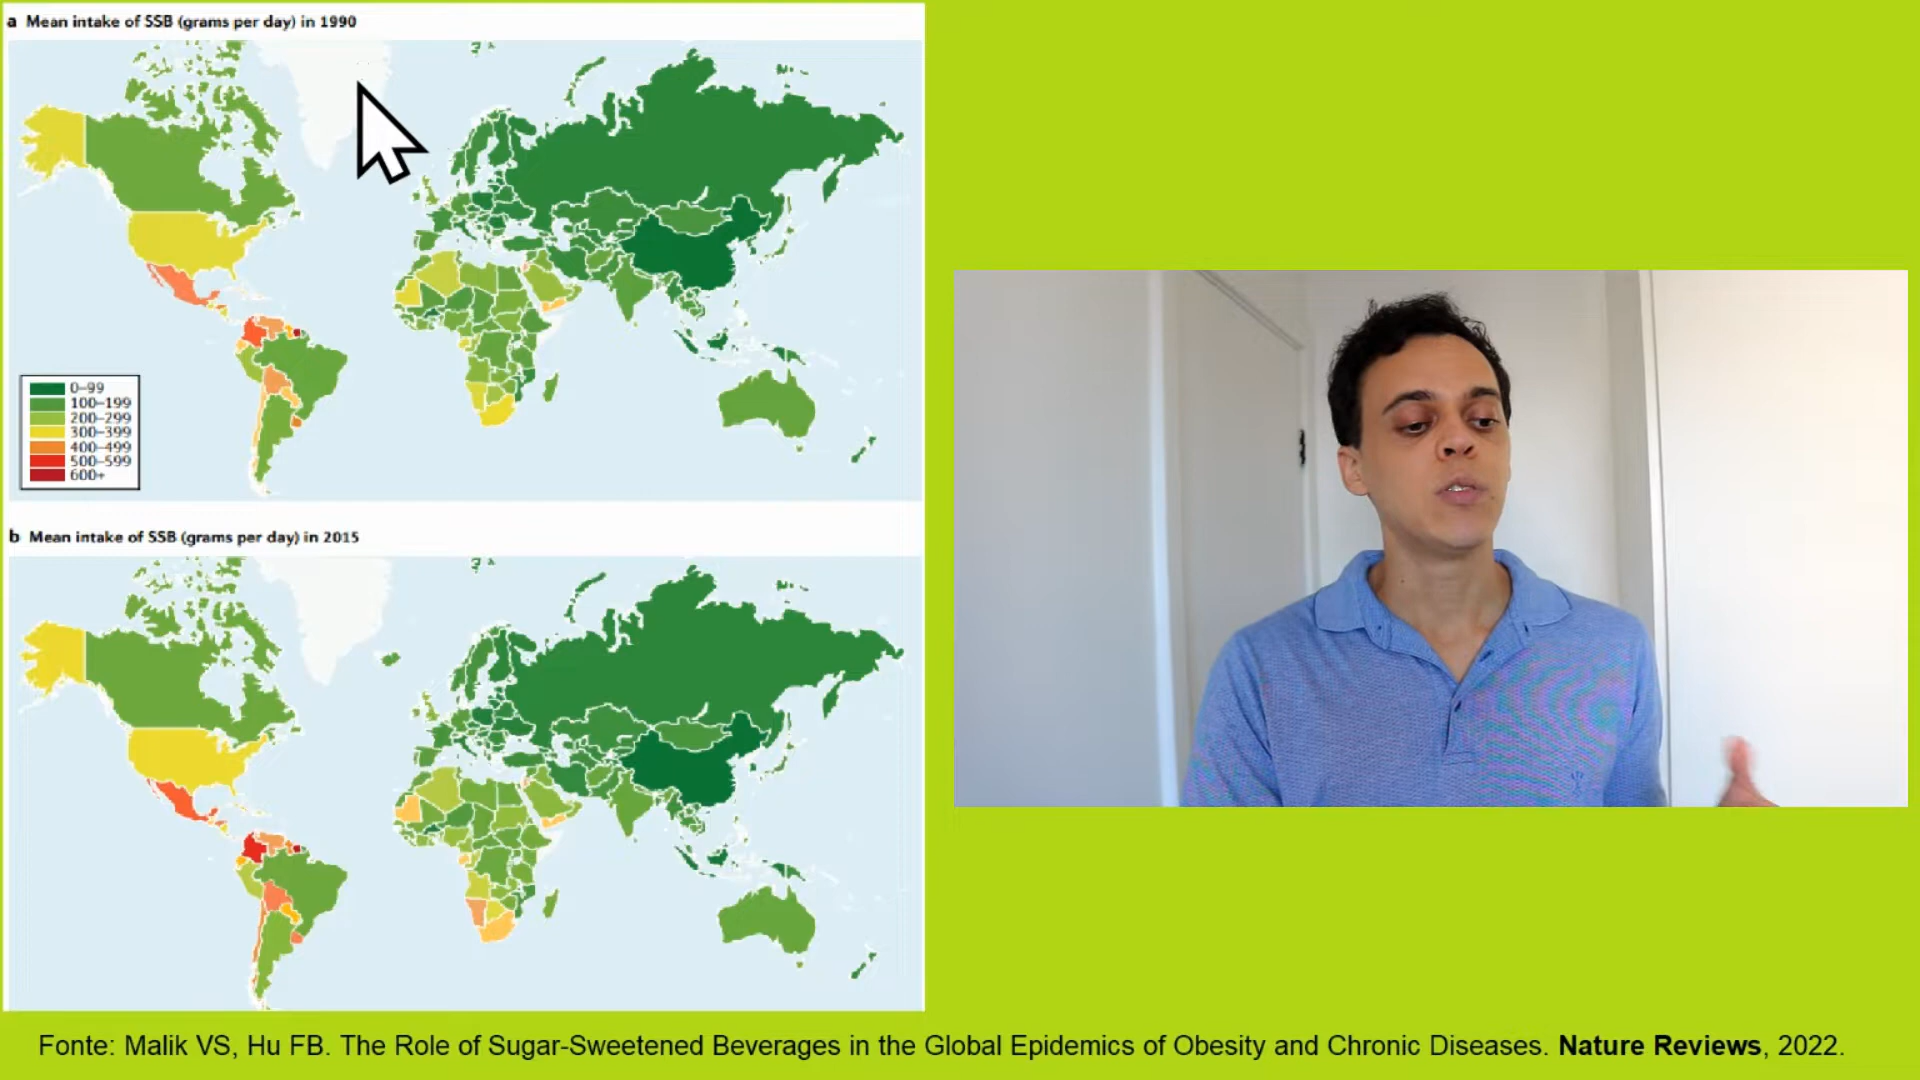 a Mean intake of SSB (grams per day) in 1990
0–99
100–199
200–299
300–399
400–499
500–599
600+
b Mean intake of SSB (grams per day) in 2015
Fonte: Malik VS, Hu FB. The Role of Sugar-Sweetened Beverages in the Global Epidemics of Obesity and Chronic Diseases. Nature Reviews, 2022.